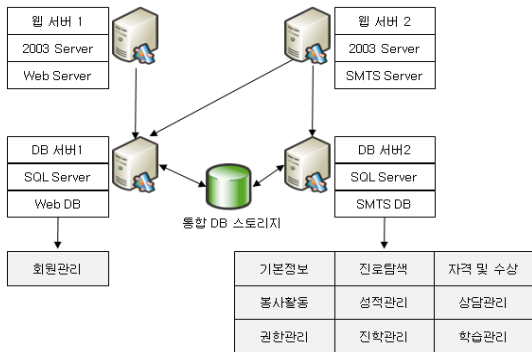 웹 서버 1
2003 Server
Web Server
웹 서버 2
2003 Server
SMTS Server
DB 서버1
SQL Server
Web DB
DB 서버2
SQL Server
SMTS DB
통합 DB 스토리지
회원관리
기본정보 진로탐색 자격 및 수상
봉사활동 성적관리 상담관리
권한관리 진학관리 학습관리